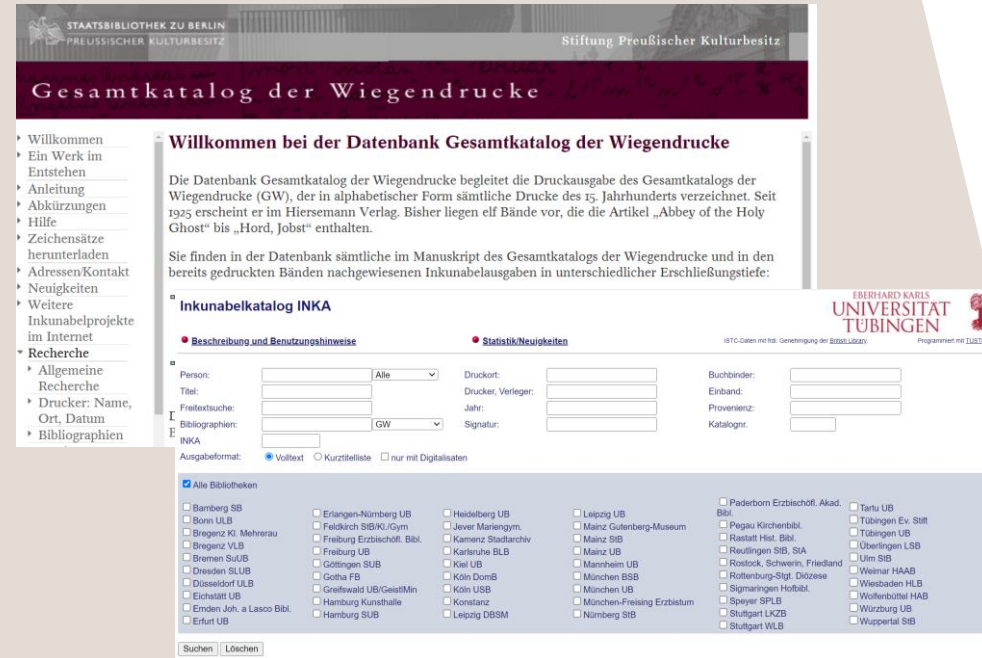 STAATSBIBLIOTHEK ZU BERLIN
PREUSSISCHER KULTURBESITZ
Stiftung Preußischer Kulturbesitz
Gesamtkatalog der Wiegendrucke
Willkommen
Ein Werk im
Entstehen
Anleitung
Abkürzungen
Hilfe
Zeichensätze
herunterladen
Adressen/Kontakt
Neuigkeiten
Weitere
Inkunabelprojekte
im Internet
Recherche
Allgemeine
Recherche
Drucker: Name,
Ort, Datum
Bibliographien
Willkommen bei der Datenbank Gesamtkatalog der Wiegendrucke
Die Datenbank Gesamtkatalog der Wiegendrucke begleitet die Druckausgabe des Gesamtkatalogs der
Wiegendrucke (GW), der in alphabetischer Form sämtliche Drucke des 15. Jahrhunderts verzeichnet. Seit
1925 erscheint er im Hiersemann Verlag. Bisher liegen elf Bände vor, die die Artikel „Abbey of the Holy
Ghost“ bis „Hord, Jobst“ enthalten.
Sie finden in der Datenbank sämtliche im Manuskript des Gesamtkatalogs der Wiegendrucke und in den
bereits gedruckten Bänden nachgewiesenen Inkunabelausgaben in unterschiedlicher Erschließungstiefe:
Inkunabelkatalog INKA
EBERHARD KARLS
UNIVERSITÄT
TÜBINGEN
Beschreibung und Benutzungshinweise
Statistik/Neuigkeiten
ISTC-Daten mit frdl. Genehmigung der British Library
Programmiert mit
Person: Alle
Titel:
Freitextsuche:
Bibliographien: GW
INKA
Druckort:
Drucker, Verleger:
Jahr:
Signatur:
Buchbinder:
Einband:
Provenienz:
Katalognr.
Ausgabeformat: Volltext Kurztitelliste nur mit Digitalisaten
Alle Bibliotheken
Bamberg SB
Bonn ULB
Bregenz Kl. Mehrerau
Bregenz VLB
Bremen SuUB
Dresden SLUB
Düsseldorf ULB
Eichstätt UB
Emden Joh. a Lasco Bibl.
Erfurt UB
Erlangen-Nürnberg UB
Feldkirch StB/Kl./Gym
Freiburg Erzbischöfl. Bibl.
Freiburg UB
Göttingen SUB
Gotha FB
Greifswald UB/GeistlMin
Hamburg Kunsthalle
Hamburg SUB
Heidelberg UB
Jever Mariengym.
Kamenz Stadtarchiv
Karlsruhe BLB
Kiel UB
Köln DomB
Köln USB
Konstanz
Leipzig DBSM
Leipzig UB
Mainz Gutenberg-Museum
Mainz StB
Mainz UB
Mannheim UB
München BSB
München UB
München-Freising Erzbistum
Nürnberg StB
Paderborn Erzbischöfl. Akad.
Bibl.
Pegau Kirchenbibl.
Rastatt Hist. Bibl.
Reutlingen StB, StA
Rostock, Schwerin, Friedland
Rottenburg-Stgt. Diözese
Sigmaringen Hofbibl.
Speyer SPLB
Stuttgart LKZB
Stuttgart WLB
Tartu UB
Tübingen Ev. Stift
Tübingen UB
Überlingen LSB
Ulm StB
Weimar HAAB
Wiesbaden HLB
Wolfenbüttel HAB
Würzburg UB
Wuppertal StB
Suchen Löschen